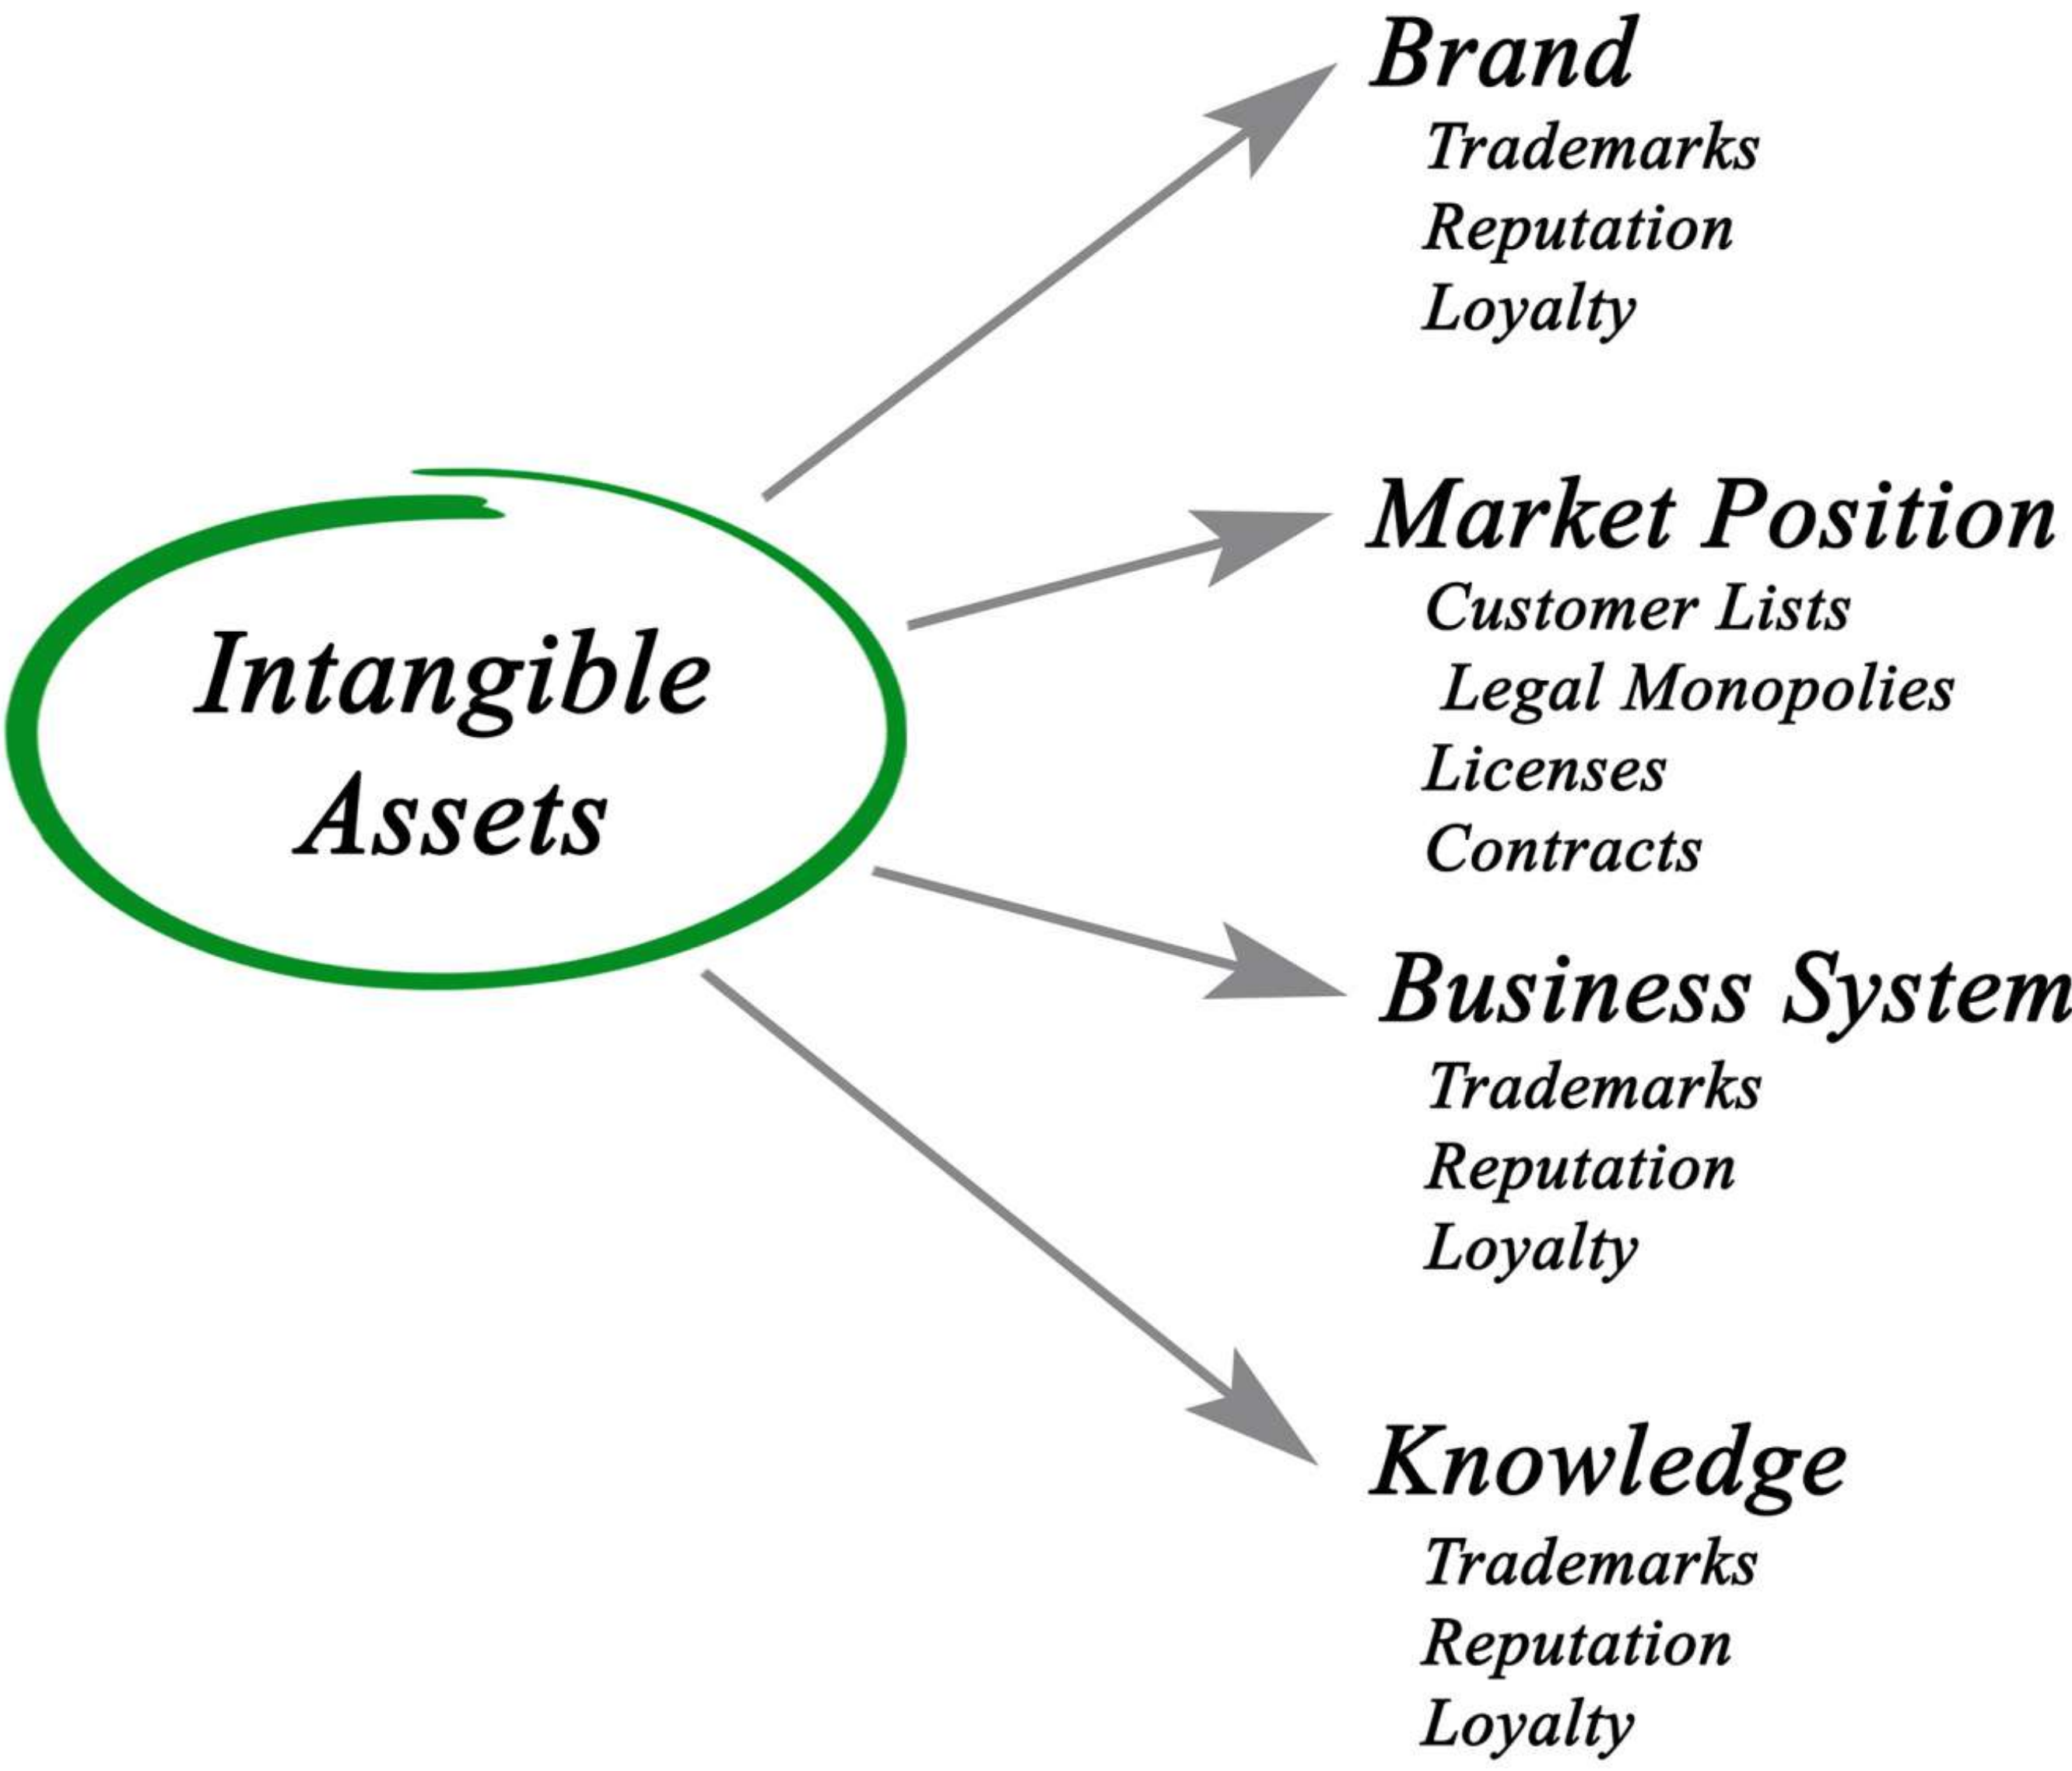 Brand
Trademarks
Reputation
Loyalty
Intangible
Assets
Market Position
Customer Lists
Legal Monopolies
Licenses
Contracts
Business System
Trademarks
Reputation
Loyalty
Knowledge
Trademarks
Reputation
Loyalty